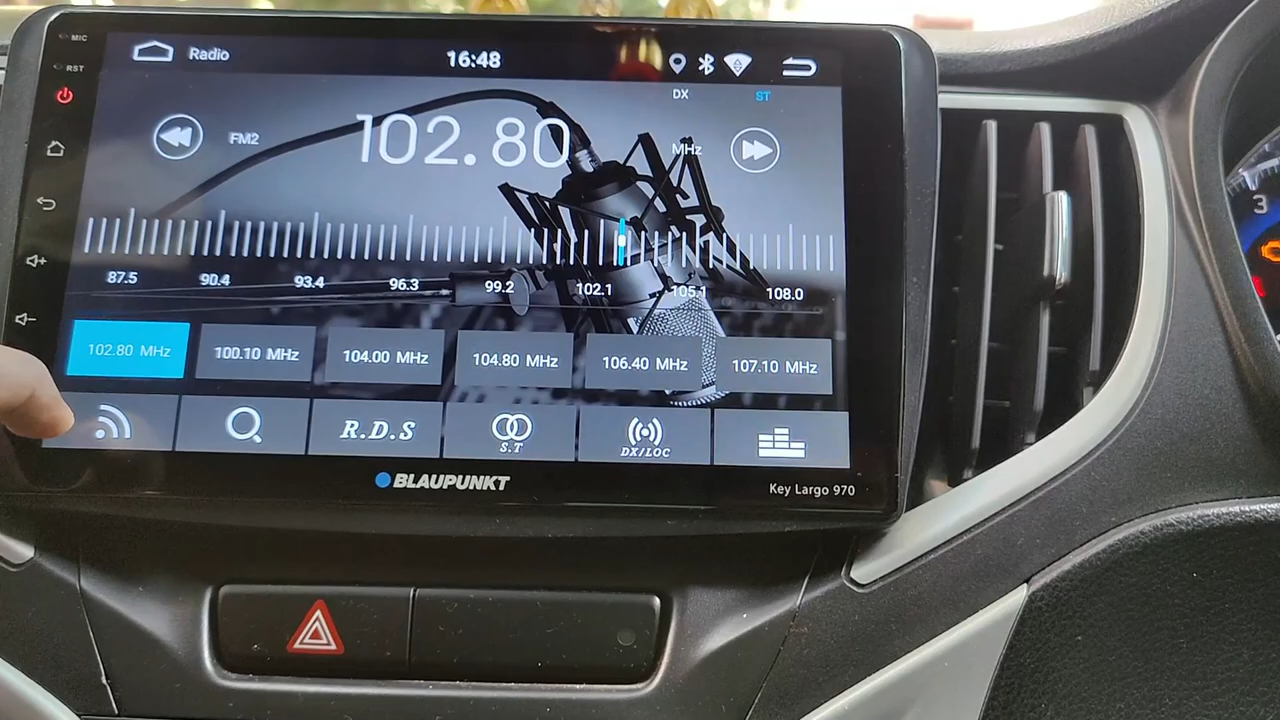 MIC
RST
Radio
16:48
DX
ST
FM2
102.80
MHz
87.5 90.4 93.4 96.3 99.2 102.1 105.1 108.0
102.80 MHz 100.10 MHz 104.00 MHz 104.80 MHz 106.40 MHz 107.10 MHz
R.D.S
S.T
DX/LOC
BLAUPUNKT
Key Largo 970
3